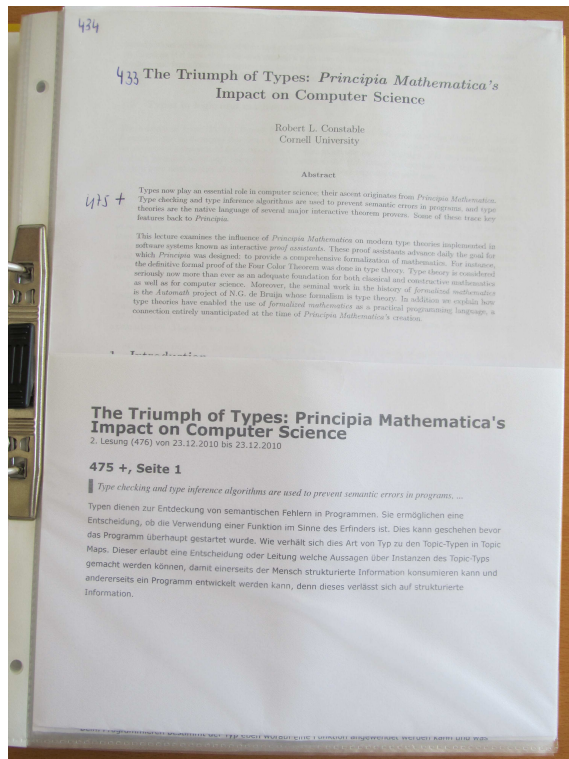 434
433 The Triumph of Types: Principia Mathematica's
Impact on Computer Science
Robert L. Constable
Cornell University
Abstract
475 +
Types now play an essential role in computer science; their ascent originates from Principia Mathematica.
Type checking and type inference algorithms are used to prevent semantic errors in programs, and type
theories are the native language of several major interactive theorem provers. Some of these trace key
features back to Principia.
This lecture examines the influence of Principia Mathematica on modern type theories implemented in
software systems known as interactive proof assistants. These proof assistants advance daily the goal for
which Principia was designed: to provide a comprehensive formalization of mathematics. For instance,
the definitive formal proof of the Four Color Theorem was done in type theory. Type theory is considered
seriously now more than ever as an adequate foundation for both classical and constructive mathematics
as well as for computer science. Moreover, the seminal work in the history of formalized mathematics
is the Automath project of N.G. de Bruijn whose formalism is type theory. In addition we explain how
type theories have enabled the use of formalized mathematics as a practical programming language, a
connection entirely unanticipated at the time of Principia Mathematica's creation.
1 Introduction
The Triumph of Types: Principia Mathematica's
Impact on Computer Science
2. Lesung (476) von 23.12.2010 bis 23.12.2010
475 +, Seite 1
Type checking and type inference algorithms are used to prevent semantic errors in programs, ...
Typen dienen zur Entdeckung von semantischen Fehlern in Programmen. Sie ermöglichen eine
Entscheidung, ob die Verwendung einer Funktion im Sinne des Erfinders ist. Dies kann geschehen bevor
das Programm überhaupt gestartet wurde. Wie verhält sich dies Art von Typ zu den Topic-Typen in Topic
Maps. Dieser erlaubt eine Entscheidung oder Leitung welche Aussagen über Instanzen des Topic-Typs
gemacht werden können, damit einerseits der Mensch strukturierte Information konsumieren kann und
andererseits ein Programm entwickelt werden kann, denn dieses verlässt sich auf strukturierte
Information.